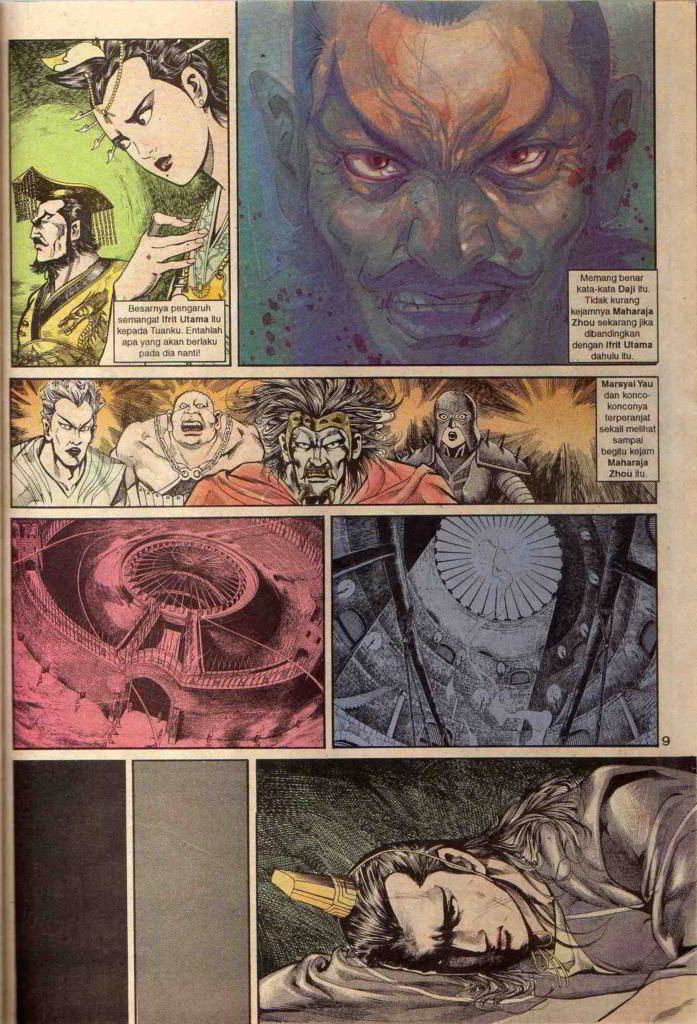 Besarnya pengaruh
semangat Ifrit Utama itu
kepada Tuanku. Entahlah
apa yang akan berlaku
pada dia nanti!
Memang benar
kata-kata Daji itu.
Tidak kurang
kejamnya Maharaja
Zhou sekarang jika
dibandingkan
dengan Ifrit Utama
dahulu itu.
Marsyal Yau
dan konco-
konconya
terperanjat
sekali melihat
sampai
begitu kejam
Maharaja
Zhou itu.
9